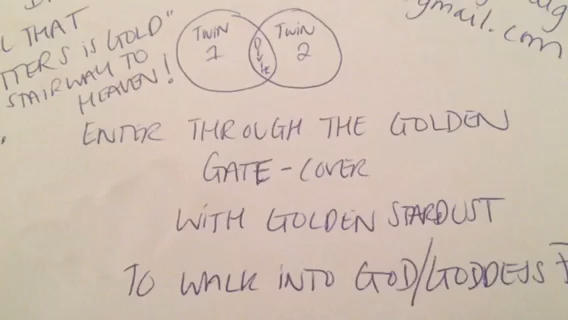 L THAT
TTERS IS GOLD"
STAIRWAY TO
HEAVEN!
TWIN
1
TWIN
2
gmail.com
ENTER THROUGH THE GOLDEN
GATE-COVER
WITH GOLDEN STARDUST
TO WALK INTO GOD/GODDESS